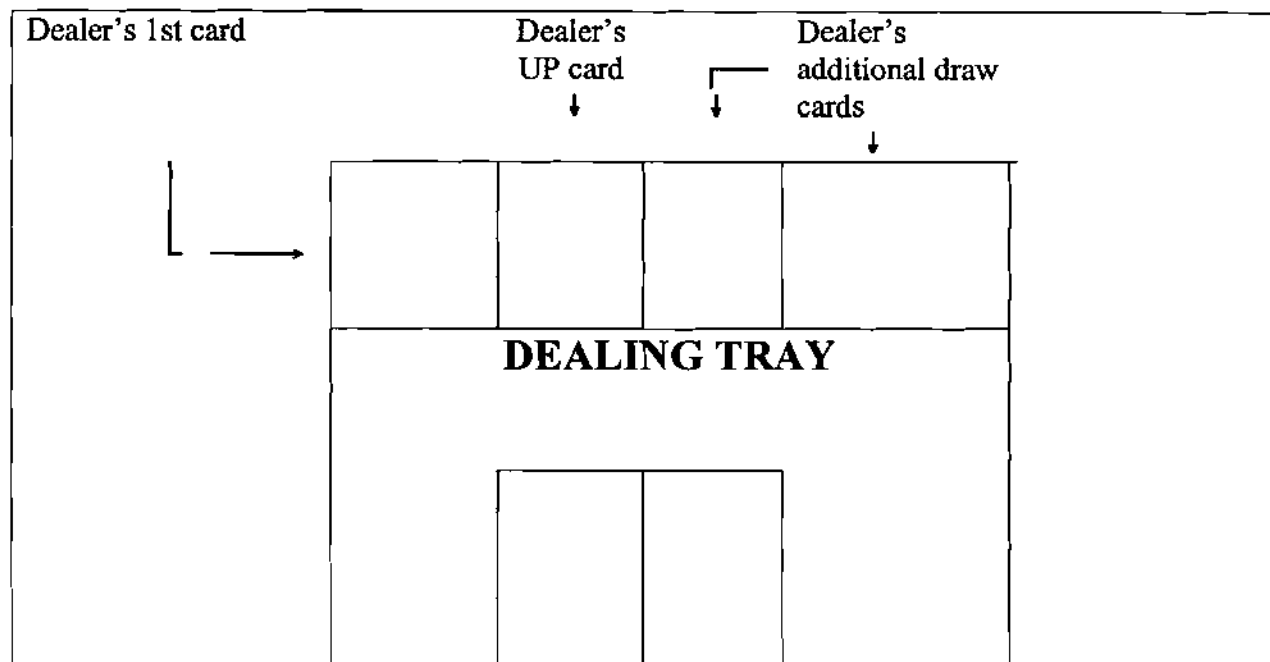 Dealer's 1st card
Dealer's
UP card
Dealer's
additional draw
cards
DEALING TRAY